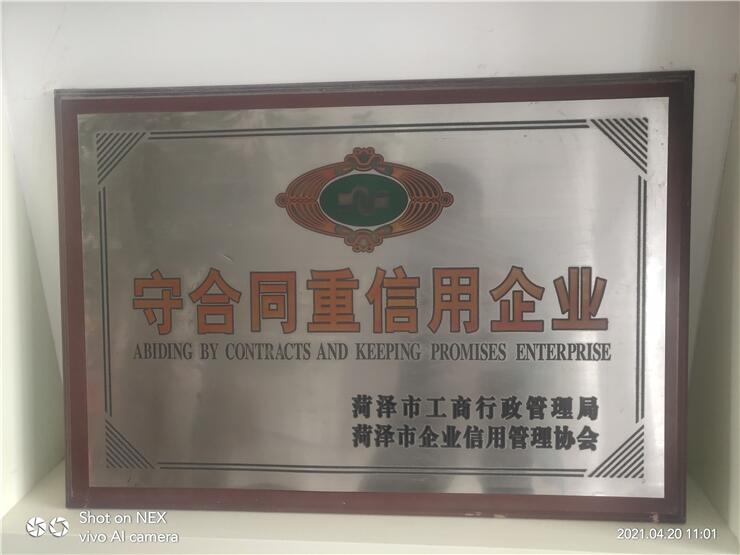 守合同重信用企业
ABIDING BY CONTRACTS AND KEEPING PROMISES ENTERPRISE
菏泽市工商行政管理局
菏泽市企业信用管理协会
Shot on NEX
vivo AI camera
2021.04.20 11:01